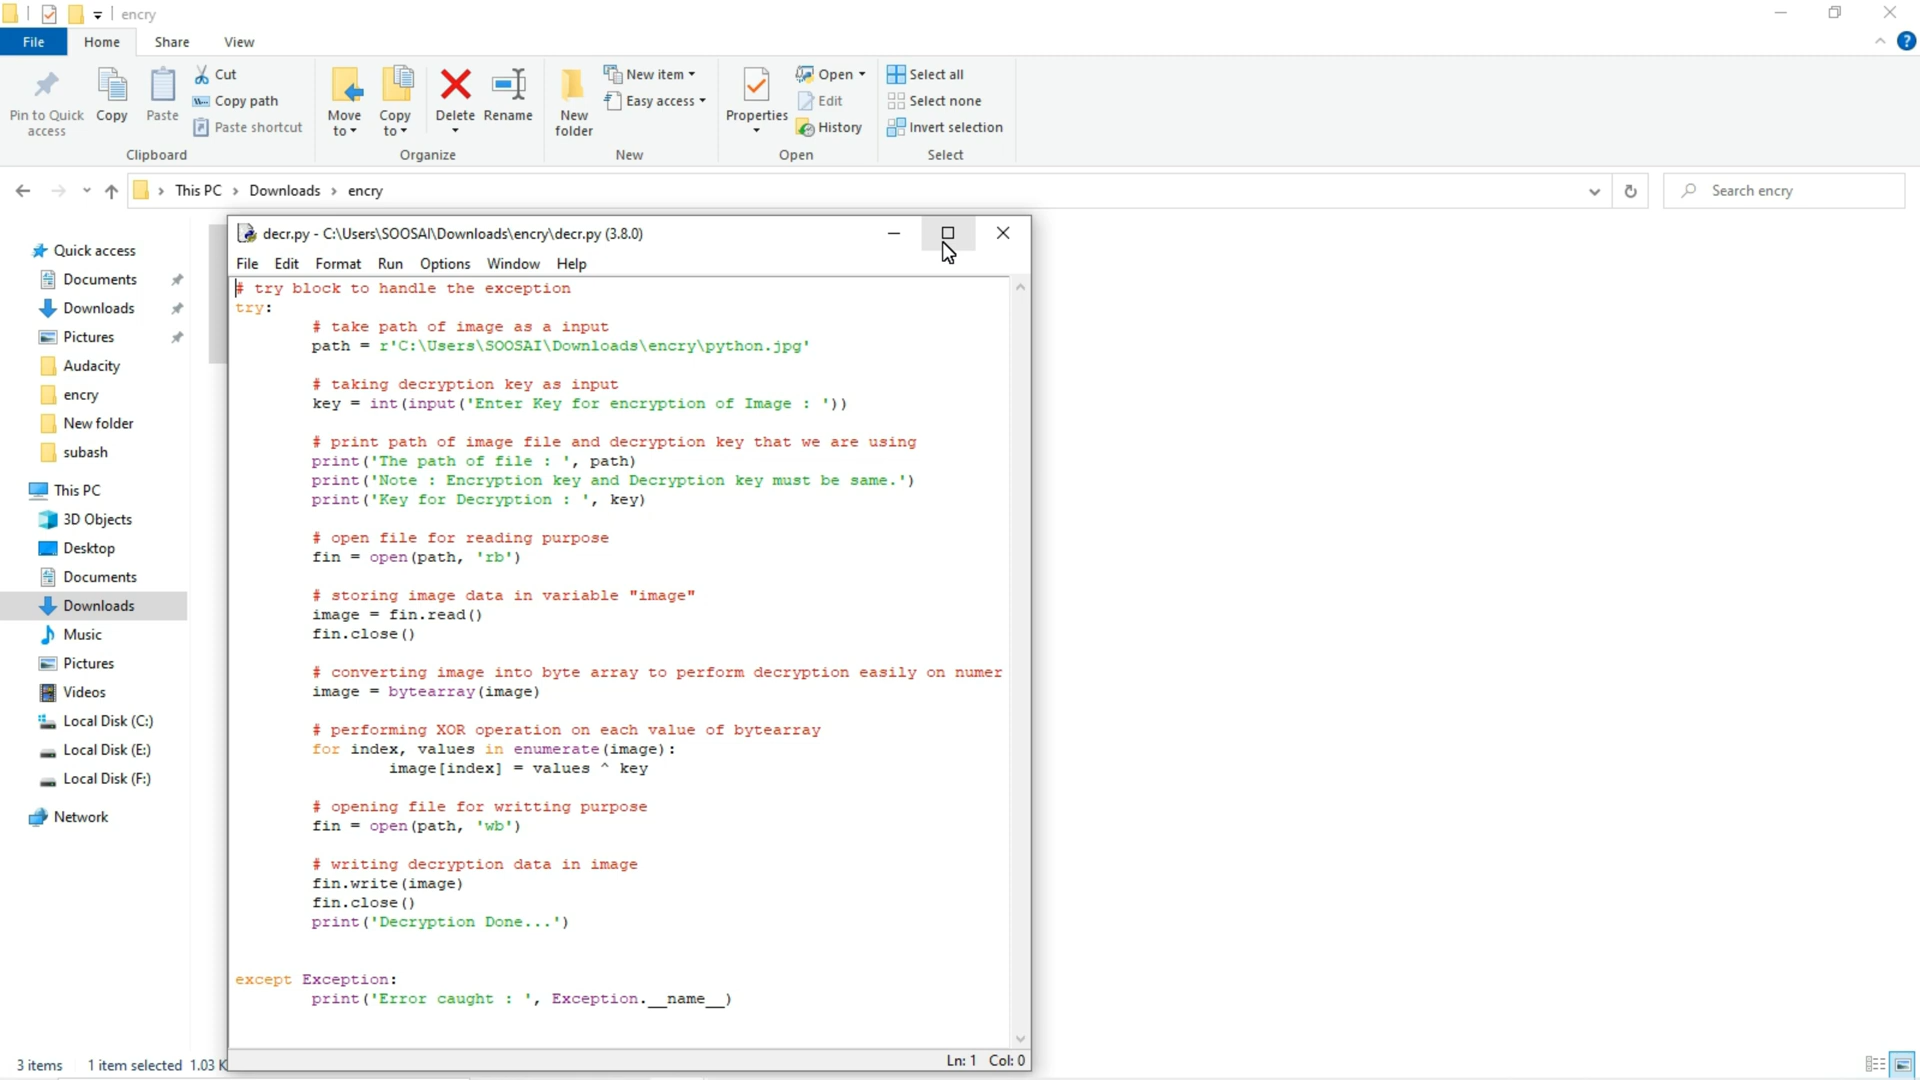 encry
File Home Share View
Pin to Quick access
Copy
Paste
Cut
Copy path
Paste shortcut
Clipboard
Move to
Copy to
Delete
Rename
Organize
New folder
New item
Easy access
New
Properties
Open
Edit
History
Open
Select all
Select none
Invert selection
Select
This PC > Downloads > encry
Search encry
Quick access
Documents
Downloads
Pictures
Audacity
encry
New folder
subash
This PC
3D Objects
Desktop
Documents
Downloads
Music
Pictures
Videos
Local Disk (C:)
Local Disk (E:)
Local Disk (F:)
Network
3 items 1 item selected 1.03 K
decr.py - C:\Users\SOOSAI\Downloads\encry\decr.py (3.8.0)
File Edit Format Run Options Window Help
# try block to handle the exception
try:
# take path of image as a input
path = r'C:\Users\SOOSAI\Downloads\encry\python.jpg'
# taking decryption key as input
key = int(input('Enter Key for encryption of Image : '))
# print path of image file and decryption key that we are using
print('The path of file : ', path)
print('Note : Encryption key and Decryption key must be same.')
print('Key for Decryption : ', key)
# open file for reading purpose
fin = open(path, 'rb')
# storing image data in variable "image"
image = fin.read()
fin.close()
# converting image into byte array to perform decryption easily on numer
image = bytearray(image)
# performing XOR operation on each value of bytearray
for index, values in enumerate(image):
image[index] = values ^ key
# opening file for writting purpose
fin = open(path, 'wb')
# writing decryption data in image
fin.write(image)
fin.close()
print('Decryption Done...')
except Exception:
print('Error caught : ', Exception.__name__)
Ln: 1 Col: 0